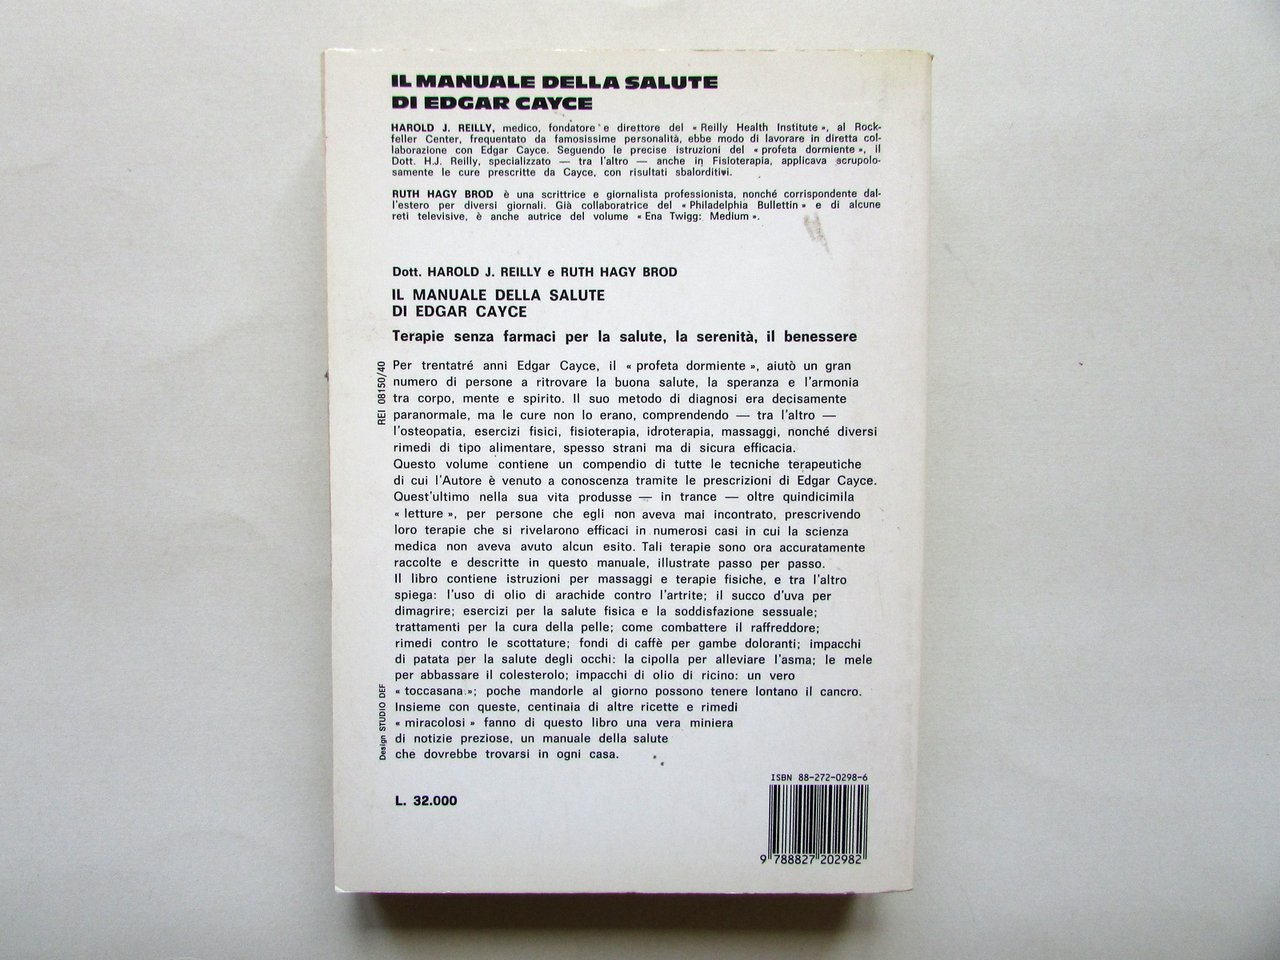 IL MANUALE DELLA SALUTE
DI EDGAR CAYCE
HAROLD J. REILLY, medico, fondatore e direttore del « Reilly Health Institute », al Rock-
feller Center, frequentato da famosissime personalità, ebbe modo di lavorare in diretta col-
laborazione con Edgar Cayce. Seguendo le precise istruzioni del « profeta dormiente », il
Dott. H.J. Reilly, specializzato — tra l'altro — anche in Fisioterapia, applicava scrupolo-
samente le cure prescritte da Cayce, con risultati sbalorditivi.
RUTH HAGY BROD è una scrittrice e giornalista professionista, nonché corrispondente dal-
l'estero per diversi giornali. Già collaboratrice del « Philadelphia Bullettin » e di alcune
reti televisive, è anche autrice del volume « Ena Twigg: Medium ».
Dott. HAROLD J. REILLY e RUTH HAGY BROD
IL MANUALE DELLA SALUTE
DI EDGAR CAYCE
Terapie senza farmaci per la salute, la serenità, il benessere
REI 08150/40
Per trentatré anni Edgar Cayce, il « profeta dormiente », aiutò un gran
numero di persone a ritrovare la buona salute, la speranza e l'armonia
tra corpo, mente e spirito. Il suo metodo di diagnosi era decisamente
paranormale, ma le cure non lo erano, comprendendo — tra l'altro —
l'osteopatia, esercizi fisici, fisioterapia, idroterapia, massaggi, nonché diversi
rimedi di tipo alimentare, spesso strani ma di sicura efficacia.
Questo volume contiene un compendio di tutte le tecniche terapeutiche
di cui l'Autore è venuto a conoscenza tramite le prescrizioni di Edgar Cayce.
Quest'ultimo nella sua vita produsse — in trance — oltre quindicimila
« letture », per persone che egli non aveva mai incontrato, prescrivendo
loro terapie che si rivelarono efficaci in numerosi casi in cui la scienza
medica non aveva avuto alcun esito. Tali terapie sono ora accuratamente
raccolte e descritte in questo manuale, illustrate passo per passo.
Il libro contiene istruzioni per massaggi e terapie fisiche, e tra l'altro
spiega: l'uso di olio di arachide contro l'artrite; il succo d'uva per
dimagrire; esercizi per la salute fisica e la soddisfazione sessuale;
trattamenti per la cura della pelle; come combattere il raffreddore;
rimedi contro le scottature; fondi di caffè per gambe doloranti; impacchi
di patata per la salute degli occhi: la cipolla per alleviare l'asma; le mele
per abbassare il colesterolo; impacchi di olio di ricino: un vero
« toccasana »; poche mandorle al giorno possono tenere lontano il cancro.
Insieme con queste, centinaia di altre ricette e rimedi
« miracolosi » fanno di questo libro una vera miniera
di notizie preziose, un manuale della salute
che dovrebbe trovarsi in ogni casa.
Design STUDIO DEF
ISBN 88-272-0298-6
L. 32.000
9 788827 202982